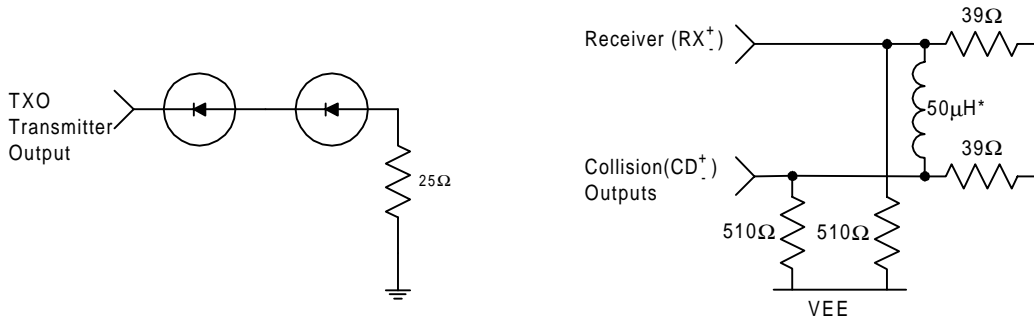 TXO
Transmitter
Output
25Ω
Receiver (RX+-)
39Ω
50μH*
39Ω
Collision(CD+-)
Outputs
510Ω
510Ω
VEE